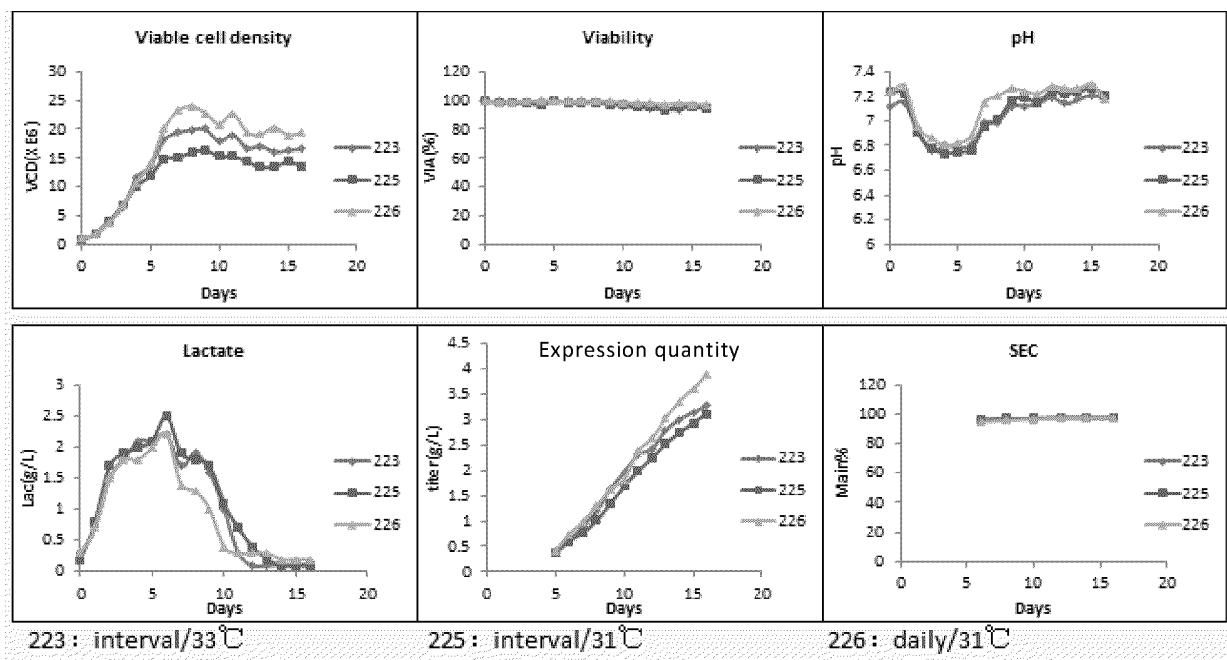 Viable cell density
VCD(X E6)
30
25
20
15
10
5
0
0 5 10 15 20
Days
223
225
226
Viability
VIA(%)
120
100
80
60
40
20
0
0 5 10 15 20
Days
223
225
226
pH
pH
7.4
7.2
7
6.8
6.6
6.4
6.2
6
0 5 10 15 20
Days
223
225
226
Lactate
Lac(g/L)
3
2.5
2
1.5
1
0.5
0
0 5 10 15 20
Days
223
225
226
Expression quantity
titer(g/L)
4.5
4
3.5
3
2.5
2
1.5
1
0.5
0
0 5 10 15 20
Days
223
225
226
SEC
Main%
120
100
80
60
40
20
0
0 5 10 15 20
Days
223
225
226
223： interval/33℃
225： interval/31℃
226： daily/31℃